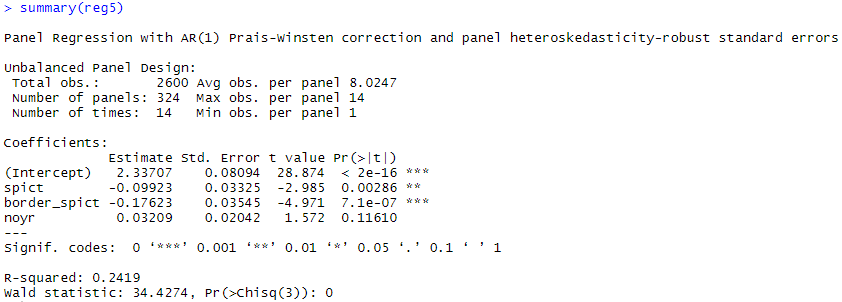 > summary(reg5)
Panel Regression with AR(1) Prais-Winsten correction and panel heteroskedasticity-robust standard errors
Unbalanced Panel Design:
Total obs.: 2600 Avg obs. per panel 8.0247
Number of panels: 324 Max obs. per panel 14
Number of times: 14 Min obs. per panel 1
Coefficients:
Estimate Std. Error t value Pr(>|t|)
(Intercept) 2.33707 0.08094 28.874 < 2e-16 ***
spict -0.09923 0.03325 -2.985 0.00286 **
border_spict -0.17623 0.03545 -4.971 7.1e-07 ***
noyr 0.03209 0.02042 1.572 0.11610
---
Signif. codes: 0 ‘***’ 0.001 ‘**’ 0.01 ‘*’ 0.05 ‘.’ 0.1 ‘ ’ 1
R-squared: 0.2419
Wald statistic: 34.4274, Pr(>Chisq(3)): 0